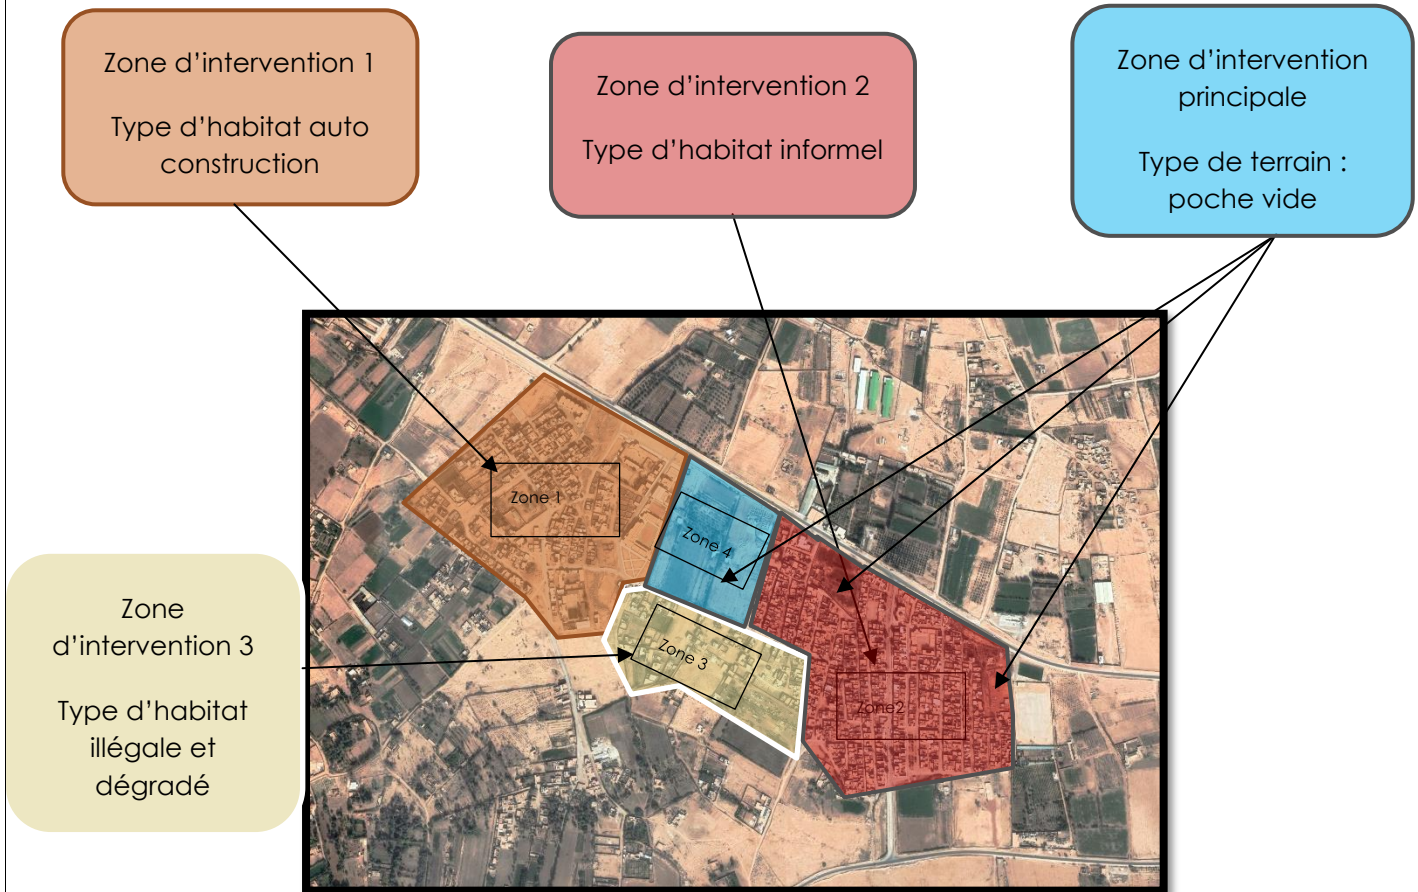 Zone d’intervention 1
Type d’habitat auto
construction
Zone d’intervention 2
Type d’habitat informel
Zone d’intervention
principale
Type de terrain :
poche vide
Zone 1
Zone 4
Zone 3
Zone2
Zone
d’intervention 3
Type d’habitat
illégale et
dégradé